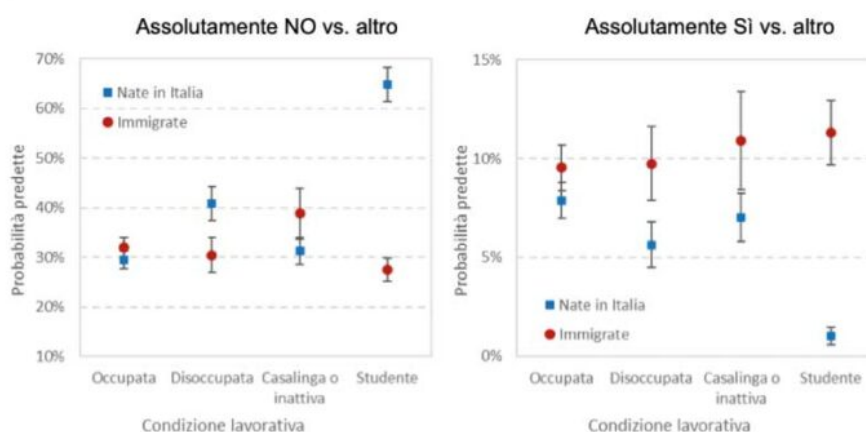 Assolutamente NO vs. altro
70%
60%
50%
40%
30%
20%
10%
Probabilità predette
Nate in Italia
Immigrate
Occupata
Disoccupata
Casalinga o
inattiva
Studente
Condizione lavorativa
Assolutamente Sì vs. altro
15%
10%
5%
0%
Probabilità predette
Nate in Italia
Immigrate
Occupata
Disoccupata
Casalinga o
inattiva
Studente
Condizione lavorativa